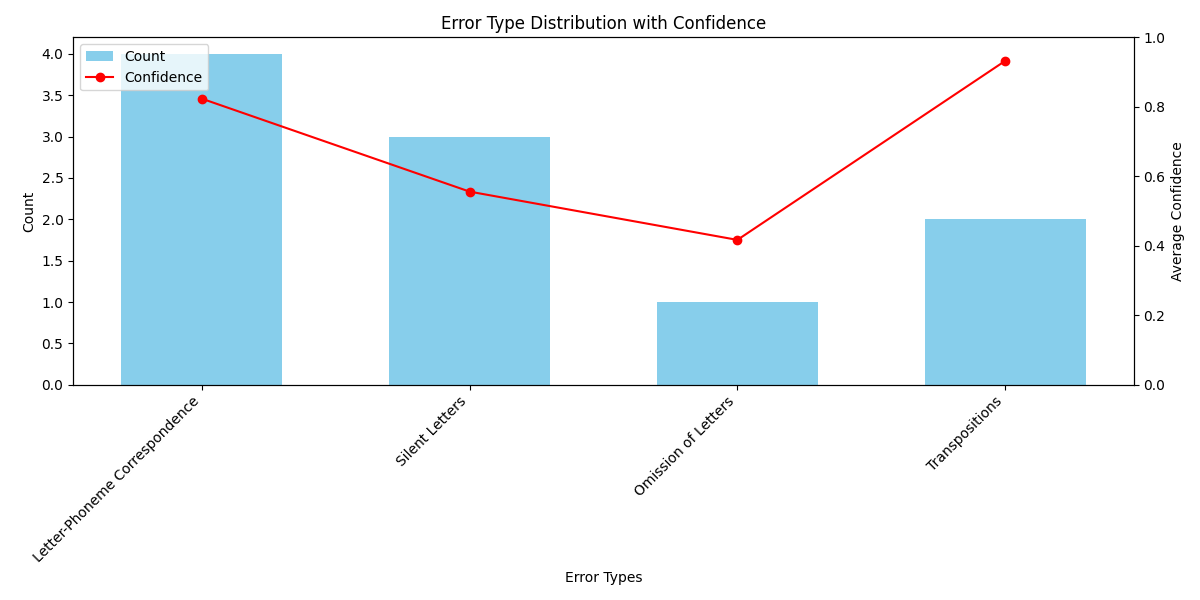 Error Type Distribution with Confidence
Count
Confidence
4.0
3.5
3.0
2.5
2.0
1.5
1.0
0.5
0.0
Count
1.0
0.8
0.6
0.4
0.2
0.0
Average Confidence
Letter-Phoneme Correspondence
Silent Letters
Omission of Letters
Transpositions
Error Types